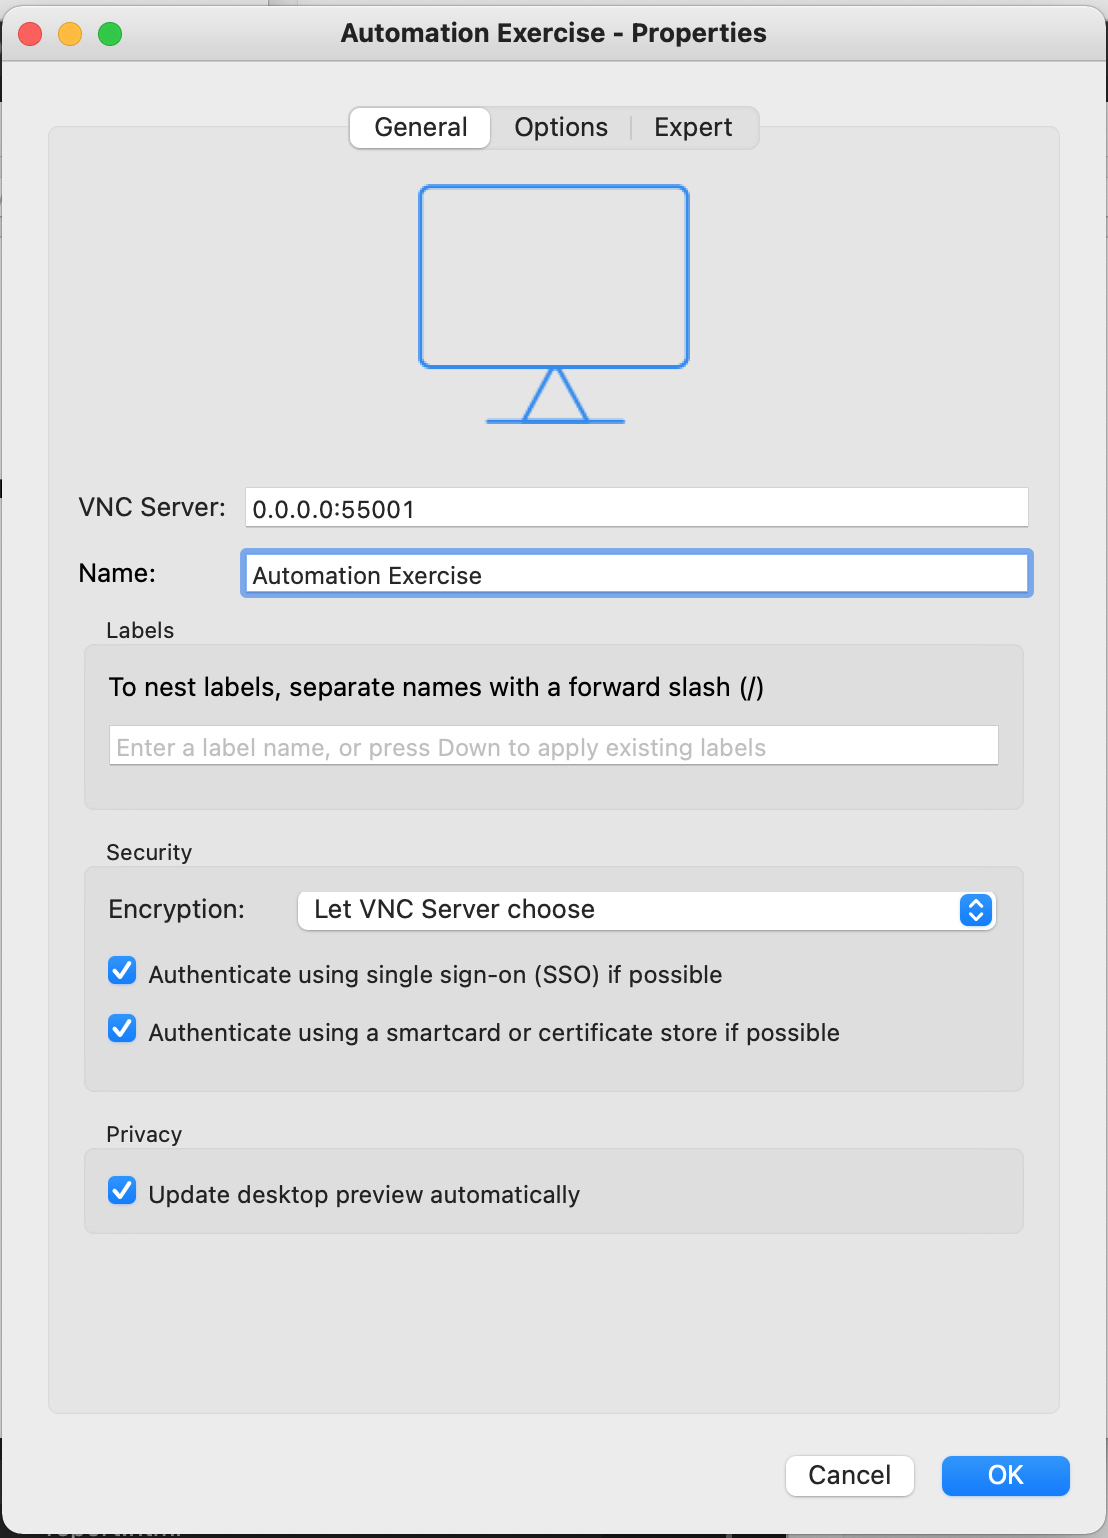 Automation Exercise - Properties
General Options Expert
VNC Server: 0.0.0.0:55001
Name: Automation Exercise
Labels
To nest labels, separate names with a forward slash (/)
Enter a label name, or press Down to apply existing labels
Security
Encryption: Let VNC Server choose
Authenticate using single sign-on (SSO) if possible
Authenticate using a smartcard or certificate store if possible
Privacy
Update desktop preview automatically
Cancel OK